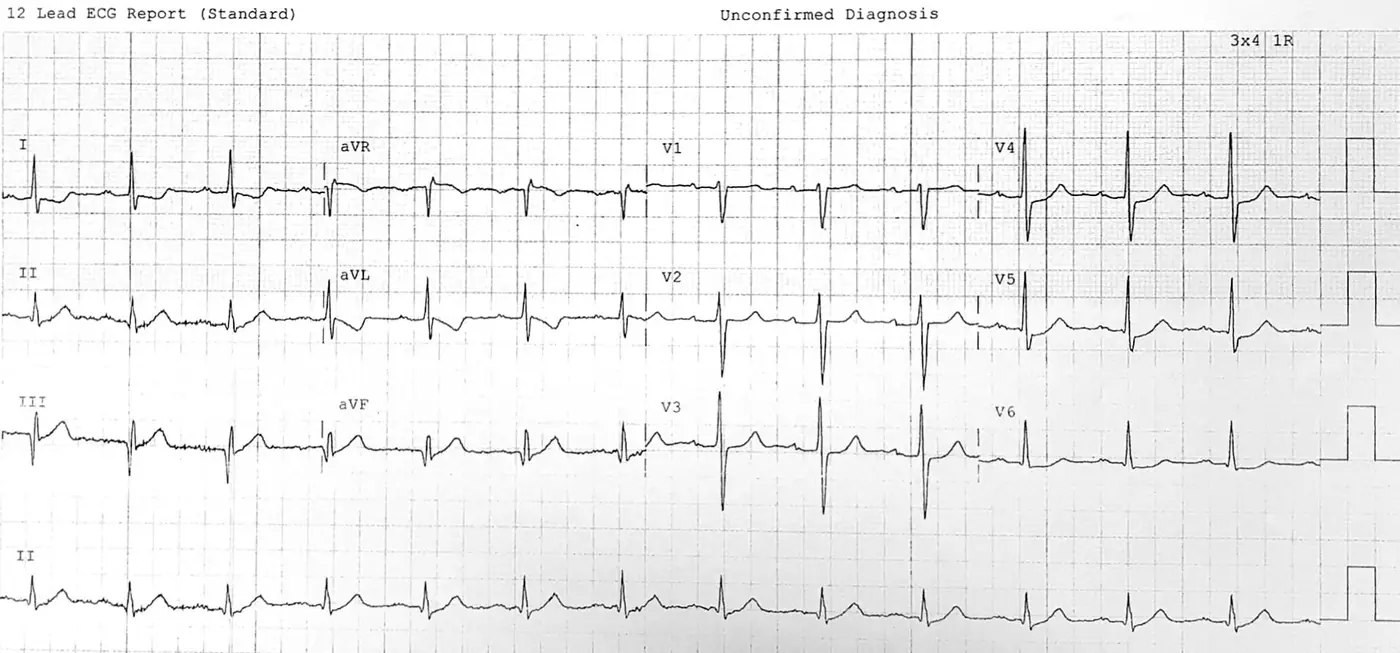 12 Lead ECG Report (Standard)
Unconfirmed Diagnosis
3x4 1R
I
aVR
V1
V4
II
aVL
V2
V5
III
aVF
V3
V6
II